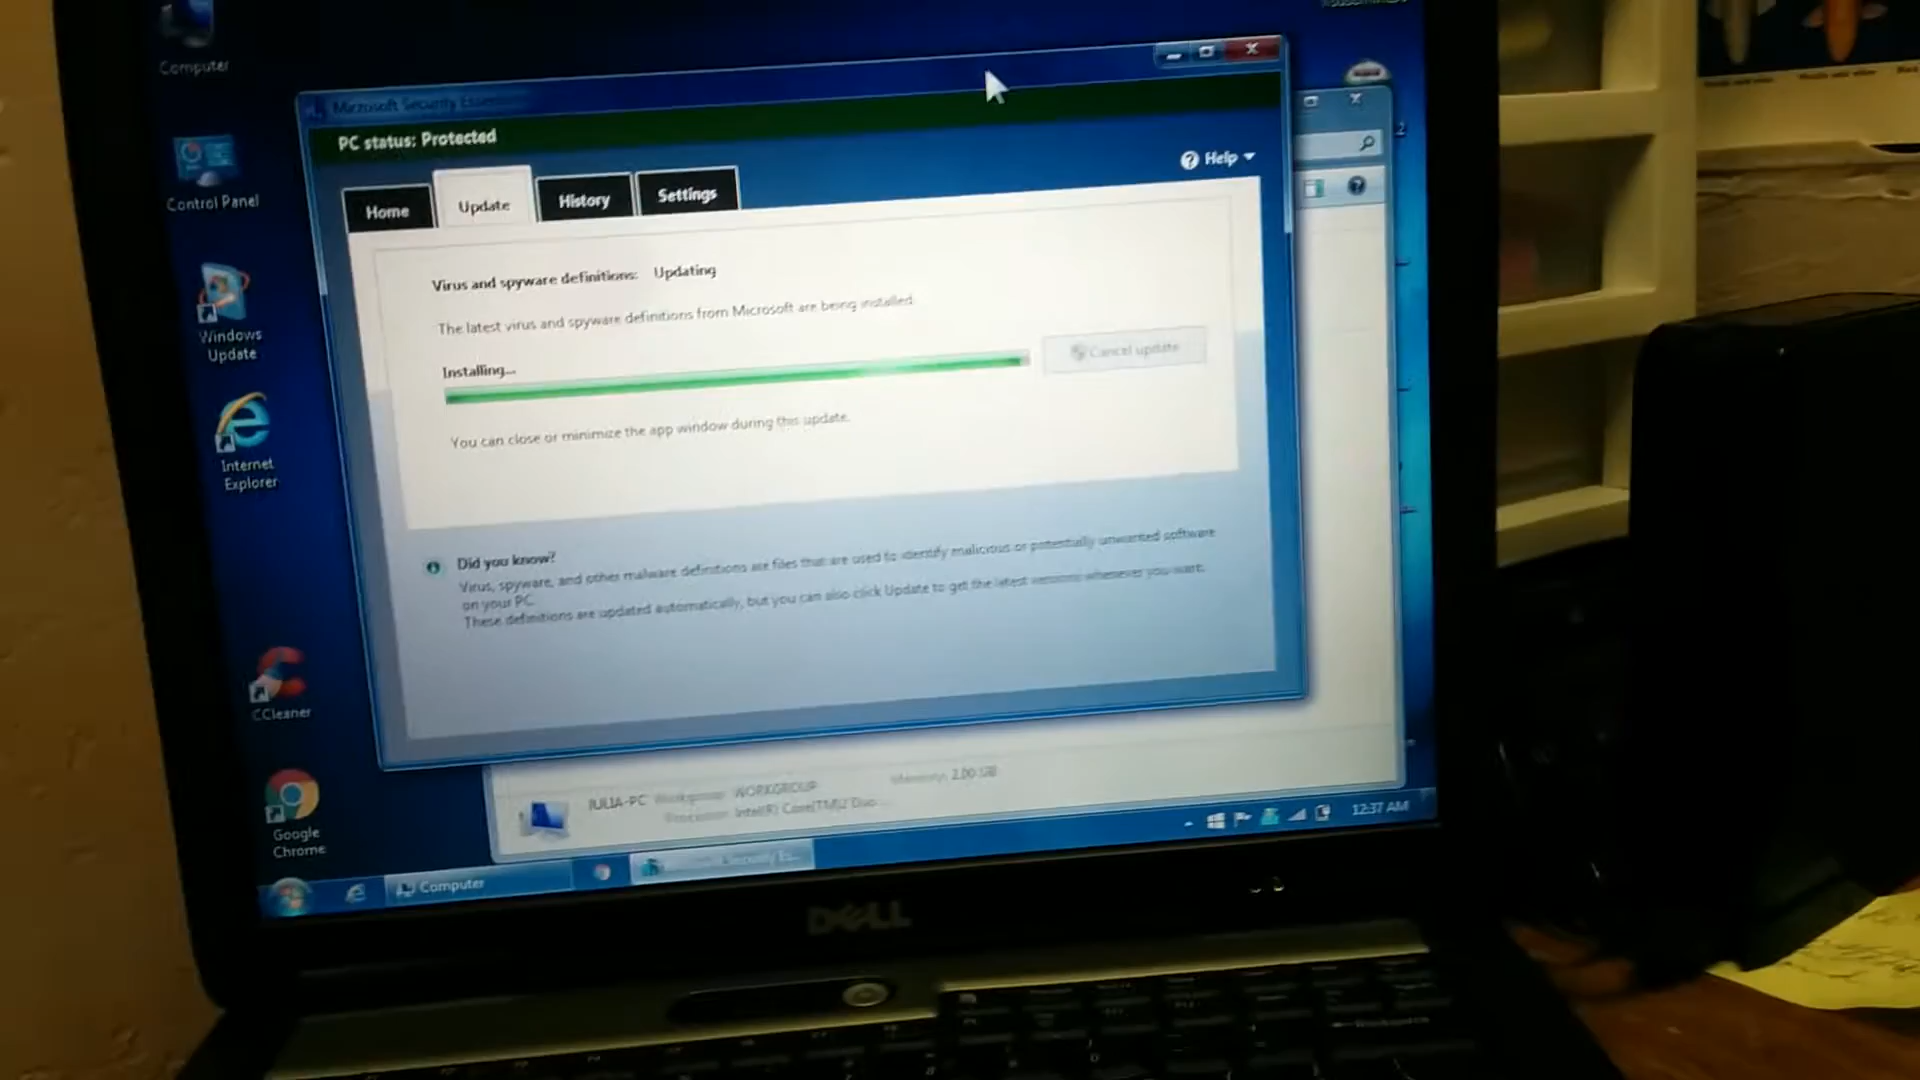 Computer
Control Panel
Windows
Update
Internet
Explorer
CCleaner
Google
Chrome
Microsoft Security
PC status: Protected
Help
Home
Update
History
Settings
Virus and spyware definitions: Updating
The latest virus and spyware definitions from Microsoft are being installed.
Installing...
Cancel update
You can close or minimize the app window during this update.
Did you know?
Virus, spyware, and other malware definitions are files that are used to identify malicious or potentially unwanted software
on your PC.
These definitions are updated automatically, but you can also click Update to get the latest versions whenever you want.
WORKGROUP
Memory: 2.00 GB
Processor: Intel(R) Core(TM)2 Duo...
Computer
12:37 AM
DELL